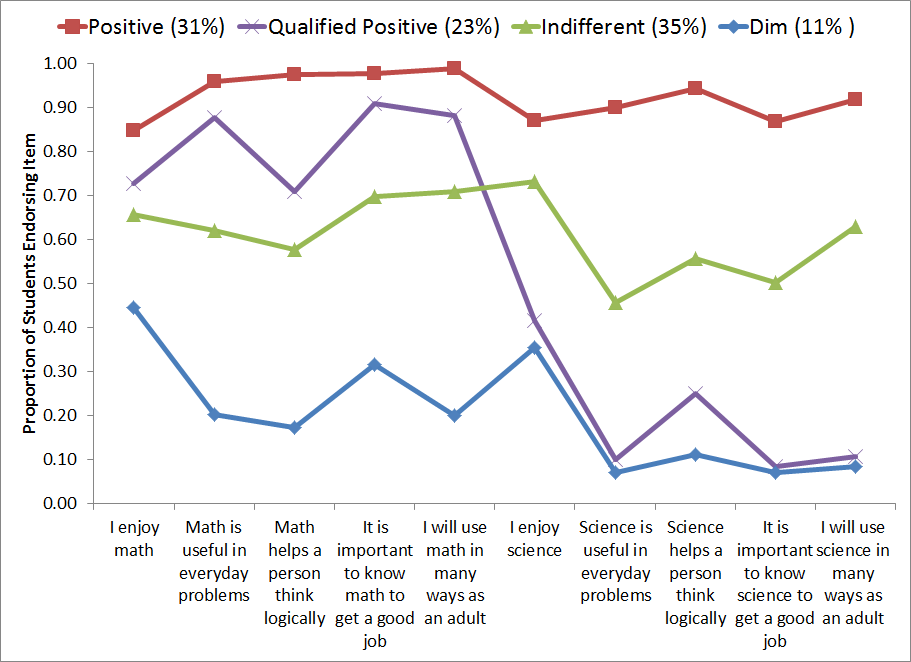 Positive (31%) Qualified Positive (23%) Indifferent (35%) Dim (11% )
Proportion of Students Endorsing Item
1.00
0.90
0.80
0.70
0.60
0.50
0.40
0.30
0.20
0.10
0.00
I enjoy
math
Math is
useful in
everyday
problems
Math
helps a
person
think
logically
It is
important
to know
math to
get a good
job
I will use
math in
many
ways as
an adult
I enjoy
science
Science is
useful in
everyday
problems
Science
helps a
person
think
logically
It is
important
to know
science to
get a good
job
I will use
science in
many
ways as
an adult